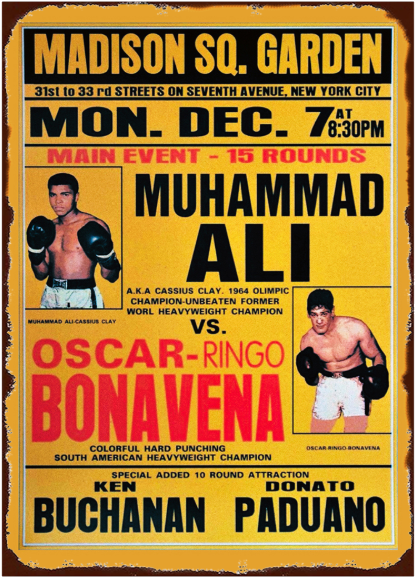 MADISON SQ. GARDEN
31st to 33 rd STREETS ON SEVENTH AVENUE, NEW YORK CITY
MON. DEC. 7 AT 8:30PM
MAIN EVENT - 15 ROUNDS
MUHAMMAD
ALI
A.K.A CASSIUS CLAY. 1964 OLIMPIC
CHAMPION-UNBEATEN FORMER
WORL HEAVYWEIGHT CHAMPION
MUHAMMAD ALI-CASSIUS CLAY
VS.
OSCAR-RINGO
BONAVENA
COLORFUL HARD PUNCHING
SOUTH AMERICAN HEAVYWEIGHT CHAMPION
OSCAR-RINGO-BONAVENA
SPECIAL ADDED 10 ROUND ATTRACTION
KEN
BUCHANAN
DONATO
PADUANO